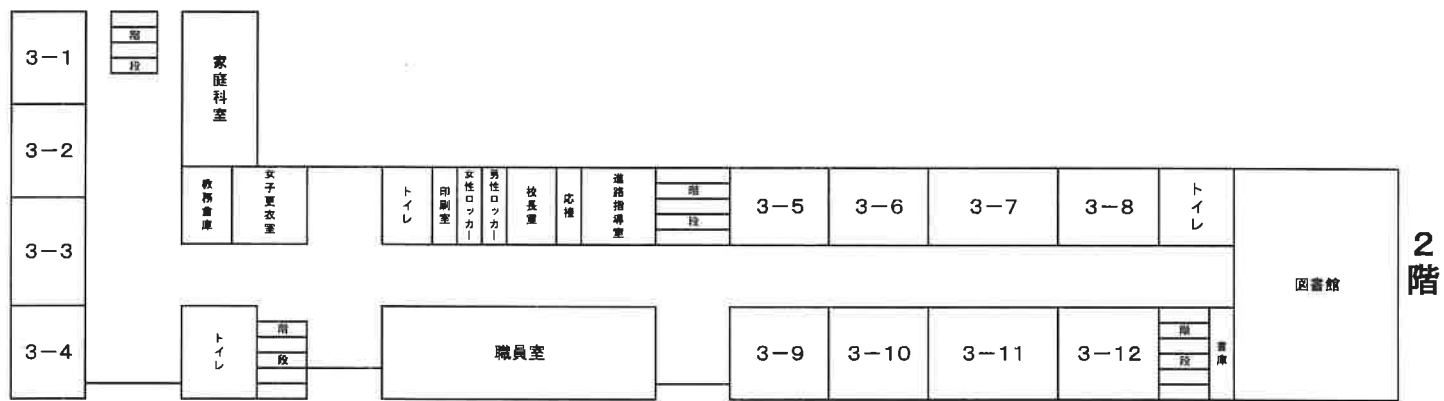 3-1
階
段
3-2
3-3
3-4
家庭科室
教務倉庫
女子更衣室
トイレ
印刷室
女性ロッカー
男性ロッカー
校長室
応接
進路指導室
階
段
3-5
3-6
3-7
3-8
トイレ
トイレ
階
段
職員室
3-9
3-10
3-11
3-12
階
段
書庫
図書館
2階